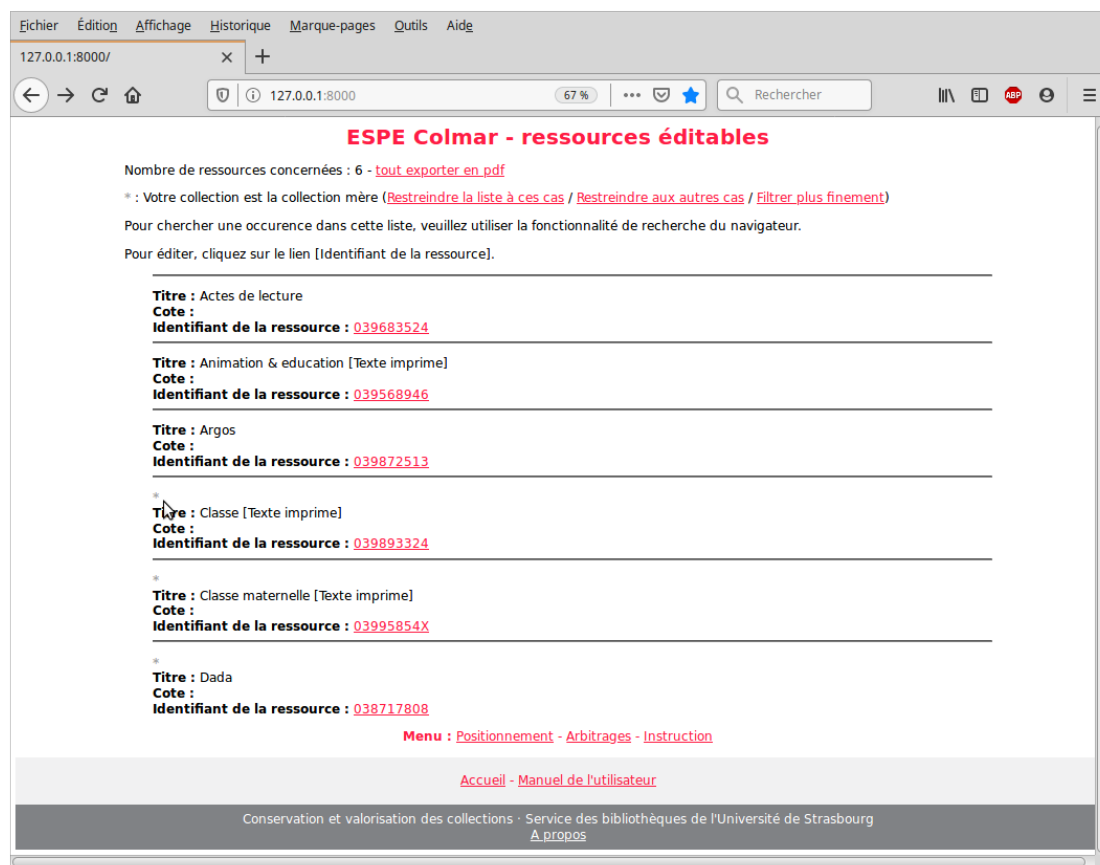 Fichier Édition Affichage Historique Marque-pages Outils Aide
127.0.0.1:8000/
127.0.0.1:8000 67 % Rechercher ABP
ESPE Colmar - ressources éditables
Nombre de ressources concernées : 6 - tout exporter en pdf
* : Votre collection est la collection mère (Restreindre la liste à ces cas / Restreindre aux autres cas / Filtrer plus finement)
Pour chercher une occurence dans cette liste, veuillez utiliser la fonctionnalité de recherche du navigateur.
Pour éditer, cliquez sur le lien [Identifiant de la ressource].
Titre : Actes de lecture
Cote :
Identifiant de la ressource : 039683524
Titre : Animation & education [Texte imprime]
Cote :
Identifiant de la ressource : 039568946
Titre : Argos
Cote :
Identifiant de la ressource : 039872513
*
Titre : Classe [Texte imprime]
Cote :
Identifiant de la ressource : 039893324
*
Titre : Classe maternelle [Texte imprime]
Cote :
Identifiant de la ressource : 03995854X
*
Titre : Dada
Cote :
Identifiant de la ressource : 038717808
Menu : Positionnement - Arbitrages - Instruction
Accueil - Manuel de l'utilisateur
Conservation et valorisation des collections · Service des bibliothèques de l'Université de Strasbourg
A propos